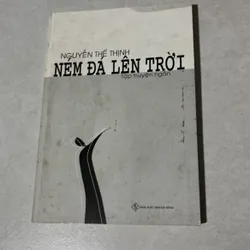 NGUYỄN THẾ THỊNH
NÉM ĐÁ LÊN TRỜI
tập truyện ngắn